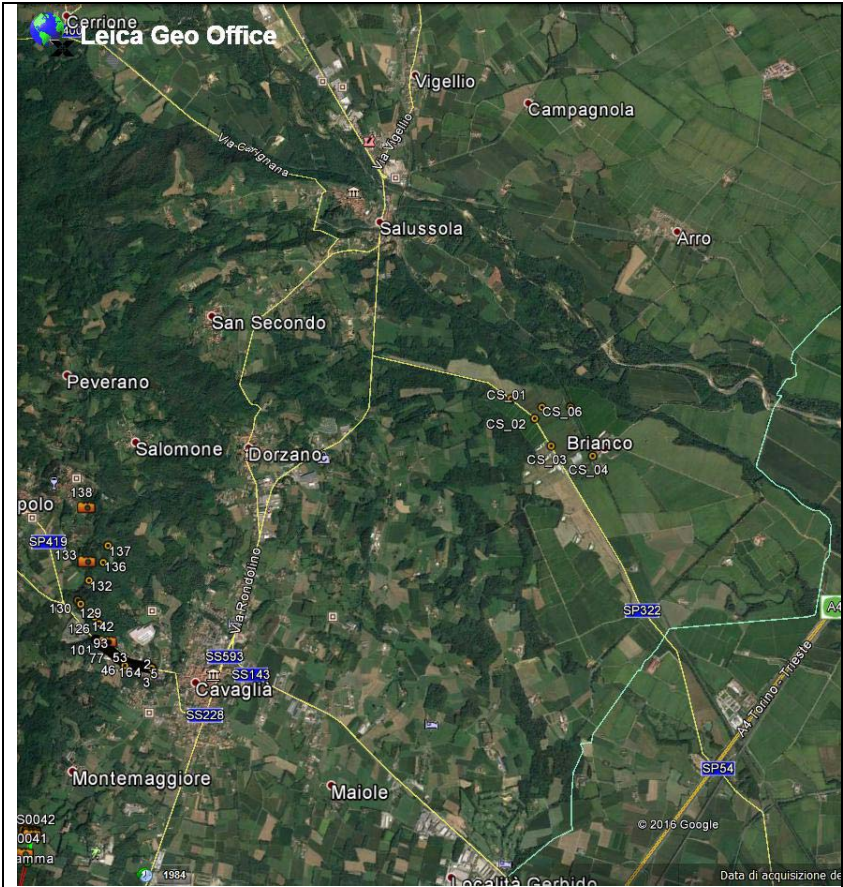 Cerrione
400
Leica Geo Office
Vigellio
Campagnola
Via Vigellio
Via Carignana
Salussola
Arro
San Secondo
Peverano
CS_01
CS_06
CS_02
Salomone
Dorzano
Brianco
CS_03
CS_04
138
polo
SP419
137
133
136
132
Via Rondolino
130
129
SP322
A4
126
142
101
93
77
53
SS593
46
164
2
5
3
SS143
Cavaglià
A4 Torino - Trieste
SS228
SP54
Montemaggiore
Maiole
S0042
0041
amma
© 2016 Google
1984
Data di acquisizione de
Località Gerbido